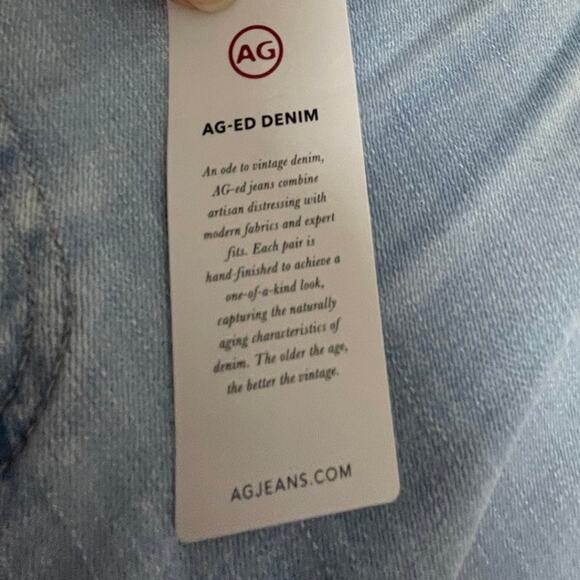 AG
AG-ED DENIM
An ode to vintage denim,
AG-ed jeans combine
artisan distressing with
modern fabrics and expert
fits. Each pair is
hand-finished to achieve a
one-of-a-kind look,
capturing the naturally
aging characteristics of
denim. The older the age,
the better the vintage.
AGJEANS.COM